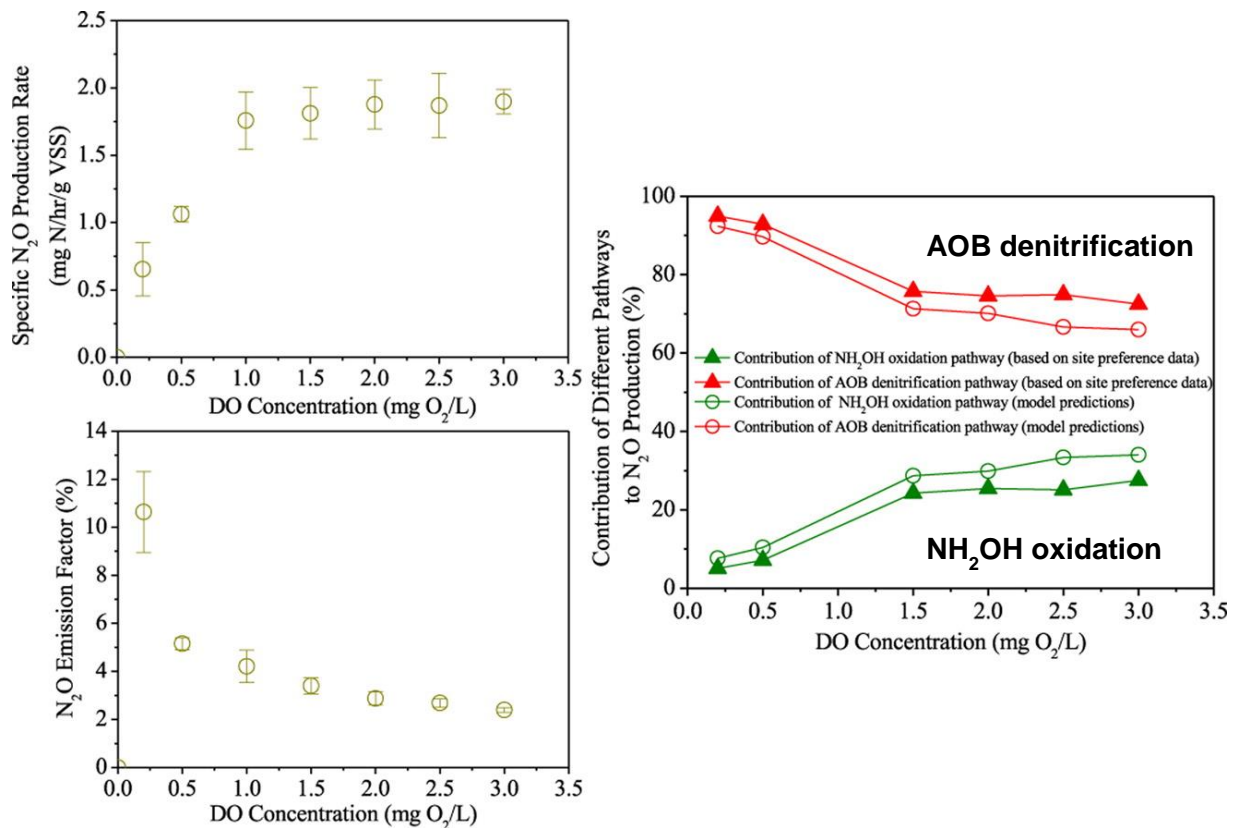 Specific N₂O Production Rate
(mg N/hr/g VSS)
2.5
2.0
1.5
1.0
0.5
0.0
0.0 0.5 1.0 1.5 2.0 2.5 3.0 3.5
DO Concentration (mg O₂/L)
N₂O Emission Factor (%)
14
12
10
8
6
4
2
0
0.0 0.5 1.0 1.5 2.0 2.5 3.0 3.5
DO Concentration (mg O₂/L)
Contribution of Different Pathways
to N₂O Production (%)
100
80
60
40
20
0
AOB denitrification
Contribution of NH₂OH oxidation pathway (based on site preference data)
Contribution of AOB denitrification pathway (based on site preference data)
Contribution of NH₂OH oxidation pathway (model predictions)
Contribution of AOB denitrification pathway (model predictions)
NH₂OH oxidation
0.0 0.5 1.0 1.5 2.0 2.5 3.0 3.5
DO Concentration (mg O₂/L)